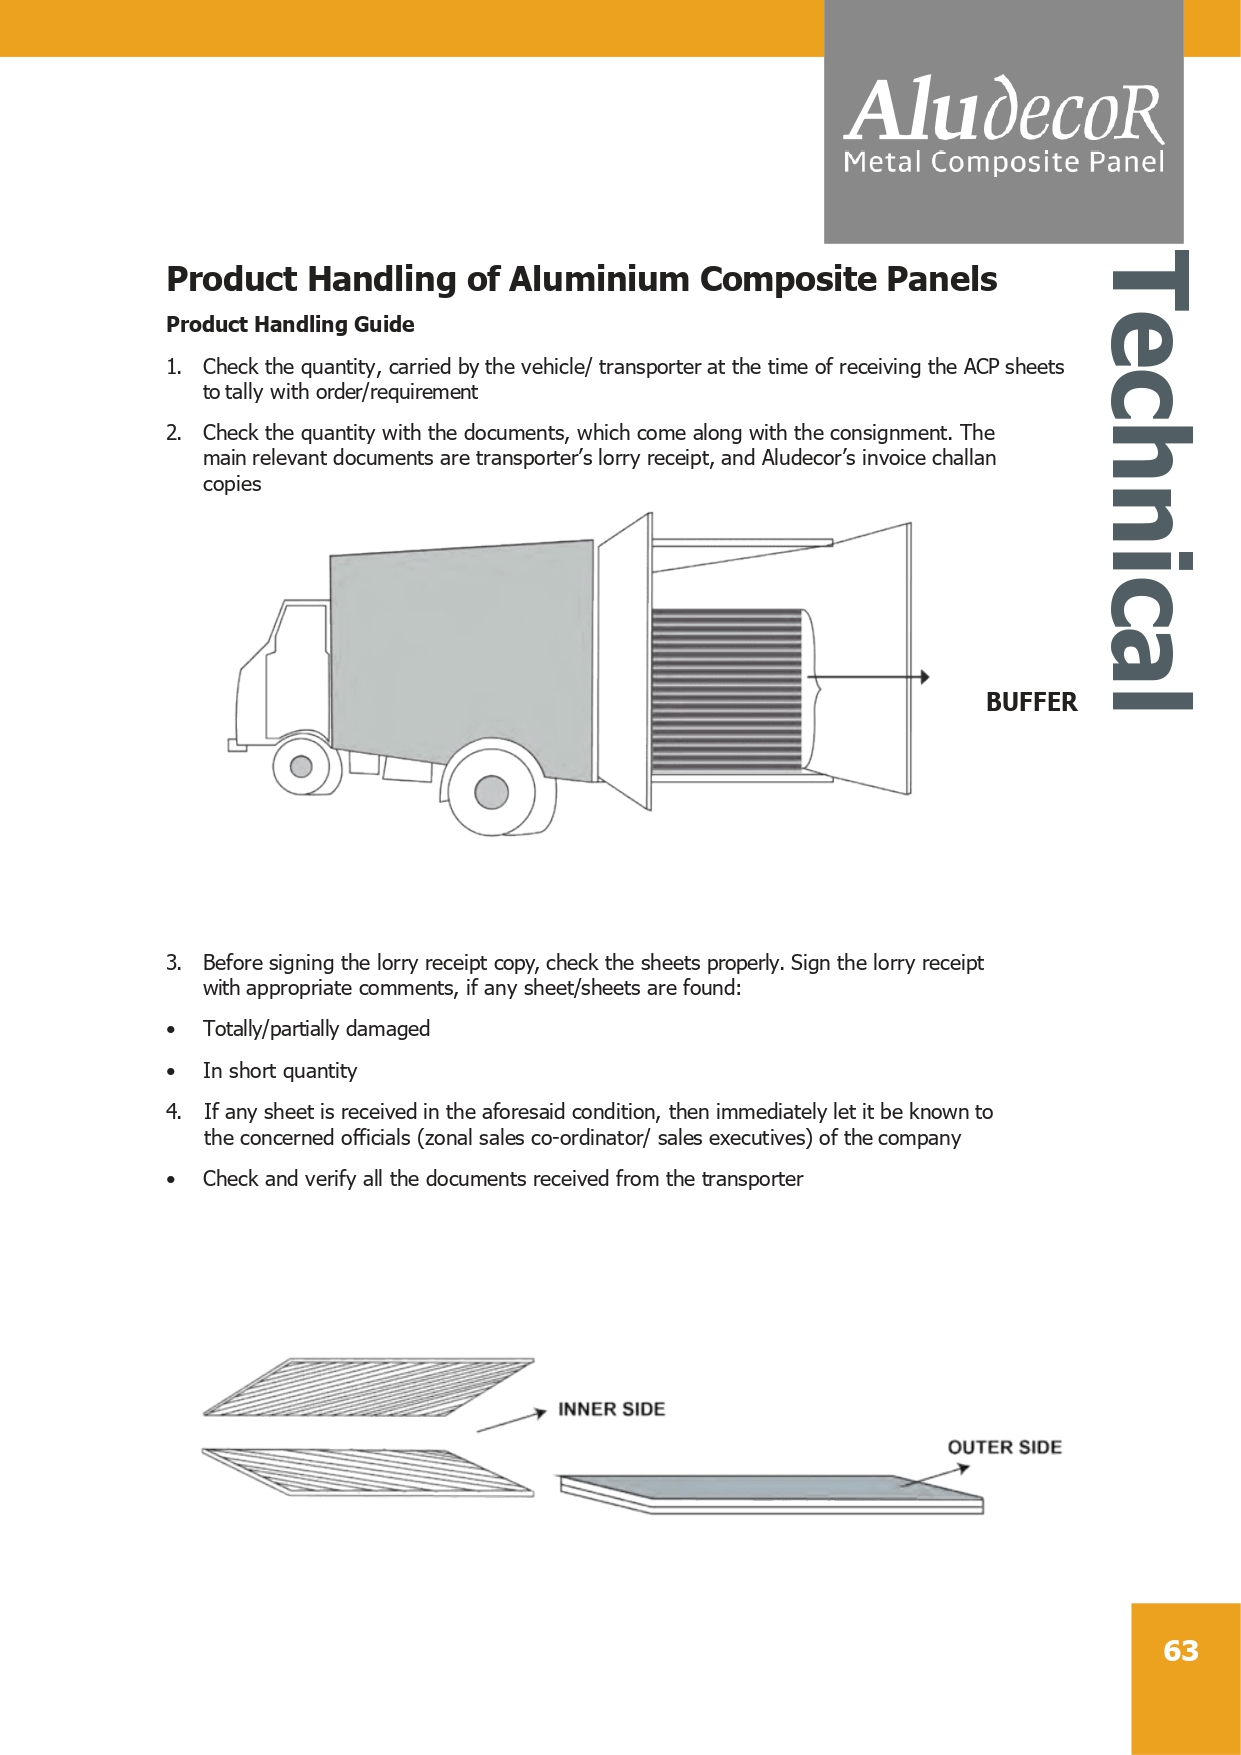 AludecoR
Metal Composite Panel
Technical
Product Handling of Aluminium Composite Panels
Product Handling Guide
1. Check the quantity, carried by the vehicle/ transporter at the time of receiving the ACP sheets
to tally with order/requirement
2. Check the quantity with the documents, which come along with the consignment. The
main relevant documents are transporter’s lorry receipt, and Aludecor’s invoice challan
copies
BUFFER
3. Before signing the lorry receipt copy, check the sheets properly. Sign the lorry receipt
with appropriate comments, if any sheet/sheets are found:
• Totally/partially damaged
• In short quantity
4. If any sheet is received in the aforesaid condition, then immediately let it be known to
the concerned officials (zonal sales co-ordinator/ sales executives) of the company
• Check and verify all the documents received from the transporter
INNER SIDE
OUTER SIDE
63